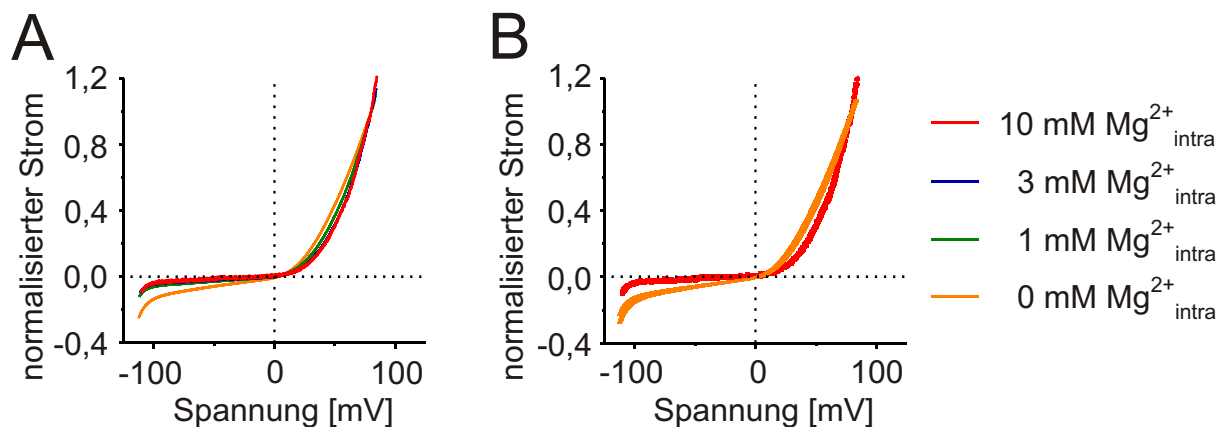 A
normalisierter Strom
1,2
0,8
0,4
0,0
-0,4
-100 0 100
Spannung [mV]
B
normalisierter Strom
1,2
0,8
0,4
0,0
-0,4
-100 0 100
Spannung [mV]
10 mM Mg²⁺intra
3 mM Mg²⁺intra
1 mM Mg²⁺intra
0 mM Mg²⁺intra